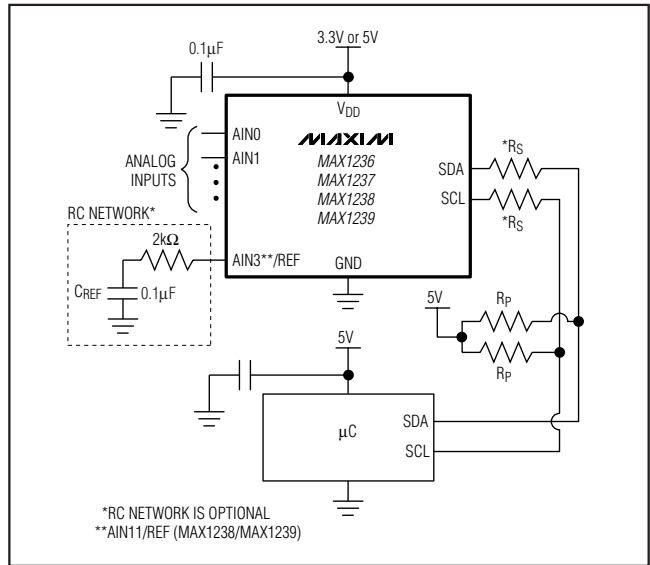 3.3V or 5V
0.1μF
VDD
AIN0
AIN1
ANALOG
INPUTS
MAXIM
MAX1236
MAX1237
MAX1238
MAX1239
SDA
SCL
*RS
*RS
RC NETWORK*
2kΩ
AIN3**/REF
GND
CREF
0.1μF
5V
RP
RP
5V
μC
SDA
SCL
*RC NETWORK IS OPTIONAL
**AIN11/REF (MAX1238/MAX1239)